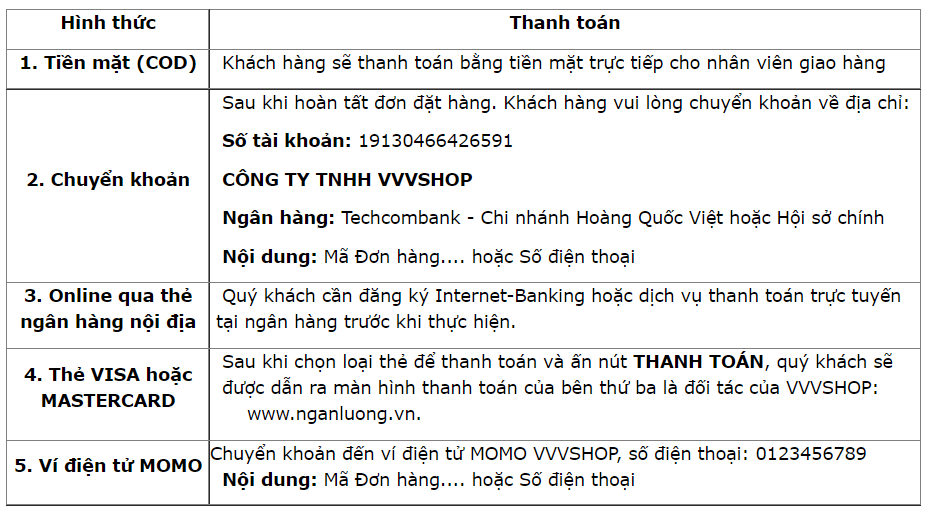 Hình thức
Thanh toán
1. Tiền mặt (COD)
Khách hàng sẽ thanh toán bằng tiền mặt trực tiếp cho nhân viên giao hàng
2. Chuyển khoản
Sau khi hoàn tất đơn đặt hàng. Khách hàng vui lòng chuyển khoản về địa chỉ:
Số tài khoản: 19130466426591
CÔNG TY TNHH VVVSHOP
Ngân hàng: Techcombank - Chi nhánh Hoàng Quốc Việt hoặc Hội sở chính
Nội dung: Mã Đơn hàng.... hoặc Số điện thoại
3. Online qua thẻ
ngân hàng nội địa
Quý khách cần đăng ký Internet-Banking hoặc dịch vụ thanh toán trực tuyến
tại ngân hàng trước khi thực hiện.
4. Thẻ VISA hoặc
MASTERCARD
Sau khi chọn loại thẻ để thanh toán và ấn nút THANH TOÁN, quý khách sẽ
được dẫn ra màn hình thanh toán của bên thứ ba là đối tác của VVVSHOP:
www.nganluong.vn.
5. Ví điện tử MOMO
Chuyển khoản đến ví điện tử MOMO VVVSHOP, số điện thoại: 0123456789
Nội dung: Mã Đơn hàng.... hoặc Số điện thoại